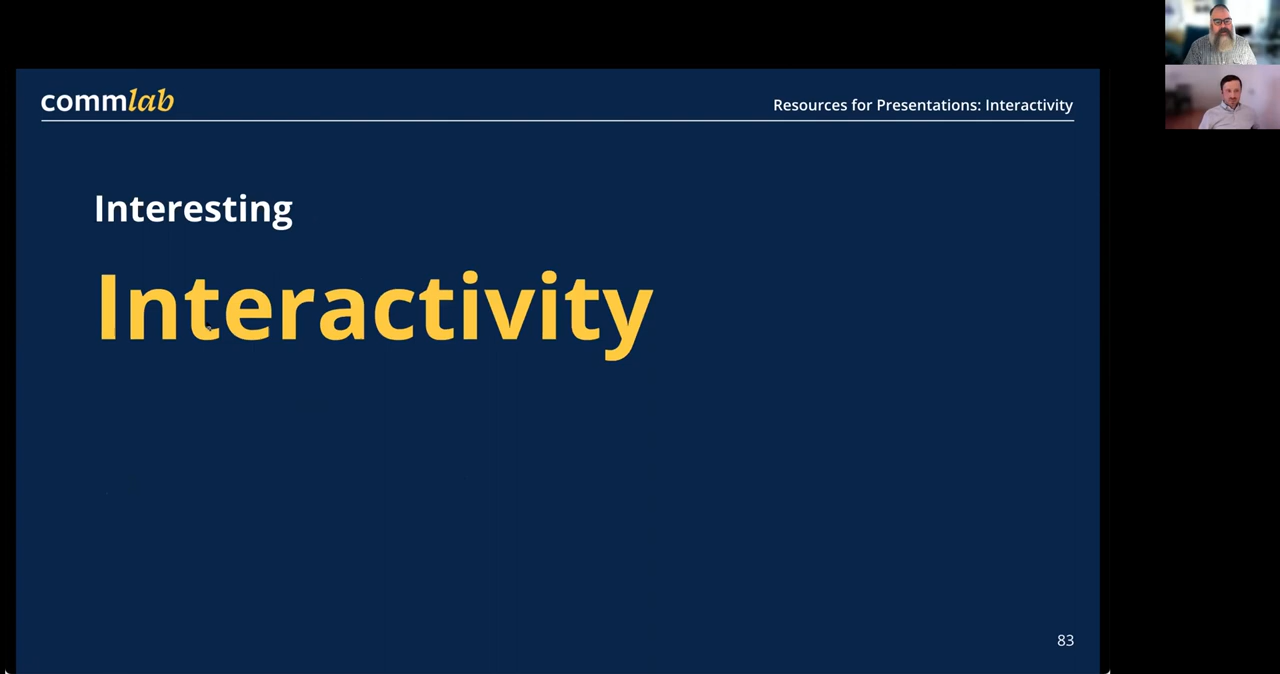 commlab
Resources for Presentations: Interactivity
Interesting
Interactivity
83